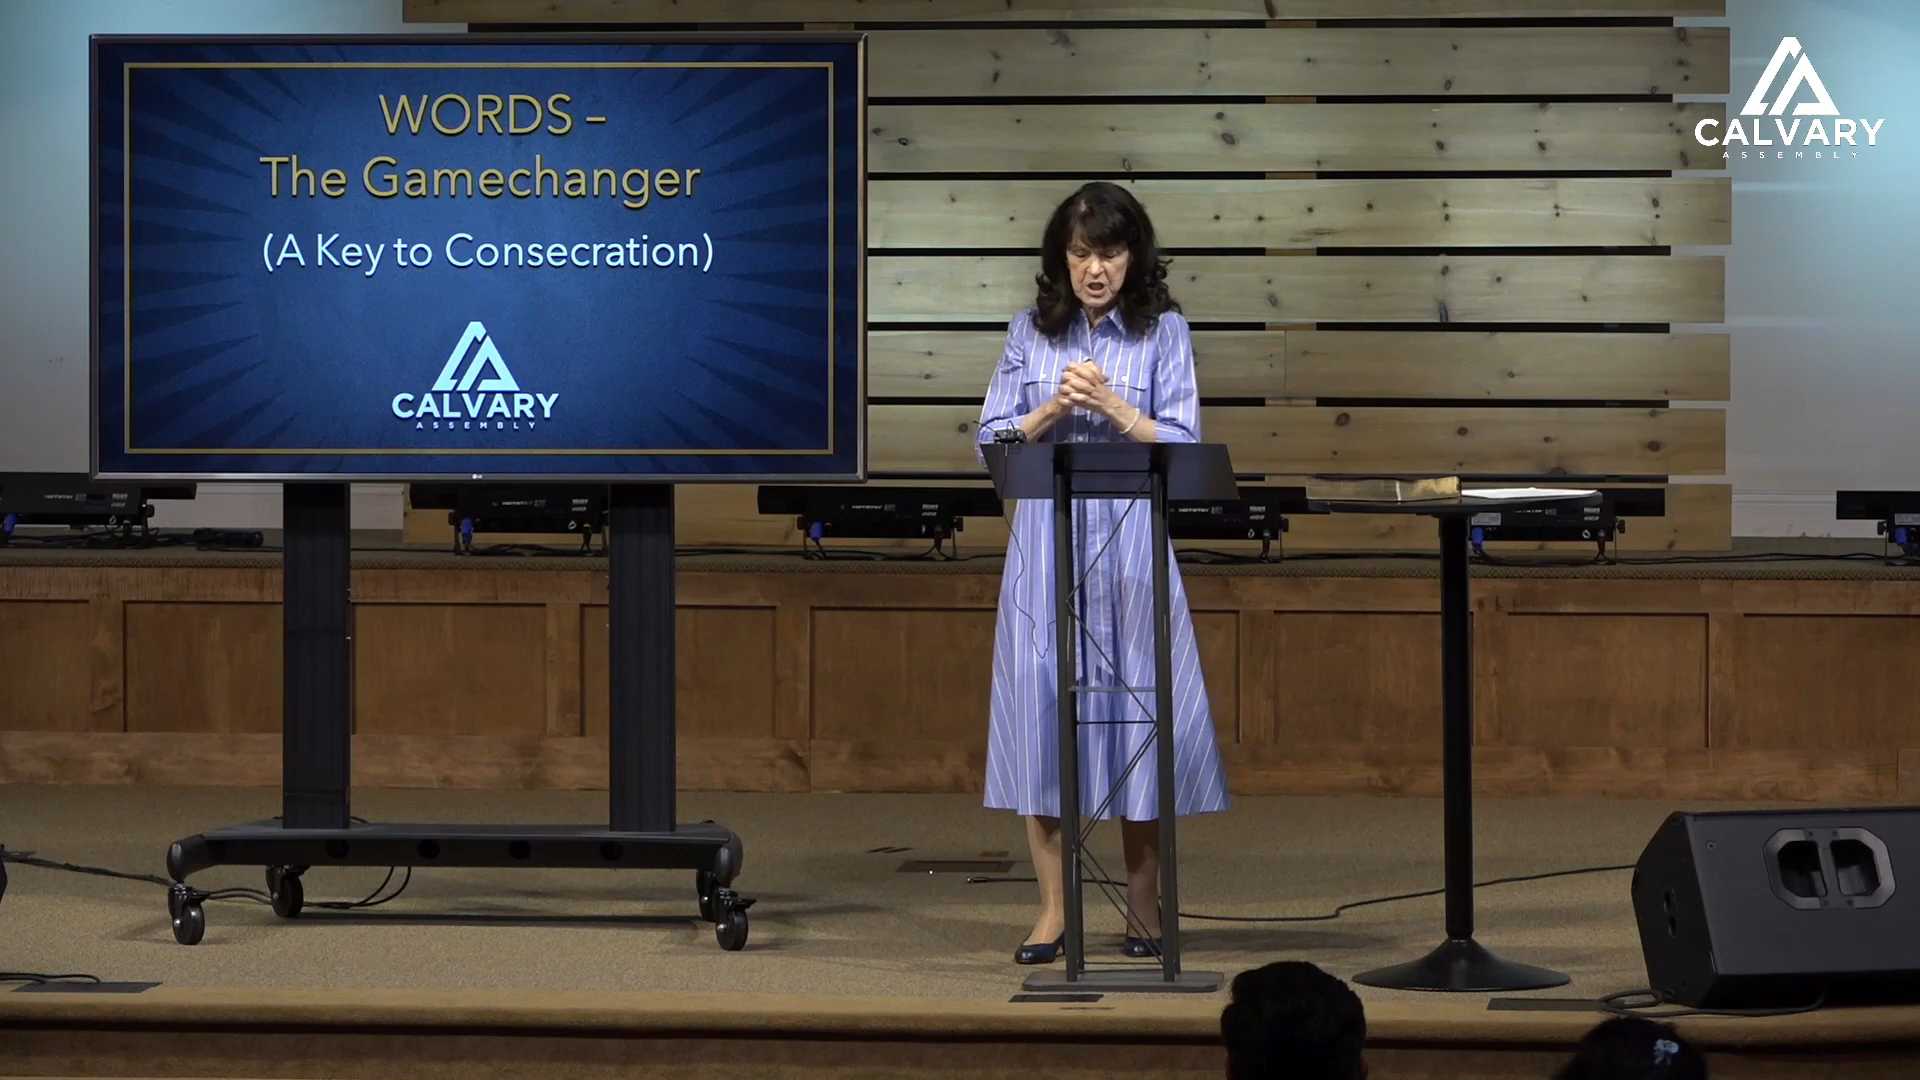 WORDS –
The Gamechanger
(A Key to Consecration)
CALVARY
ASSEMBLY
CALVARY
ASSEMBLY